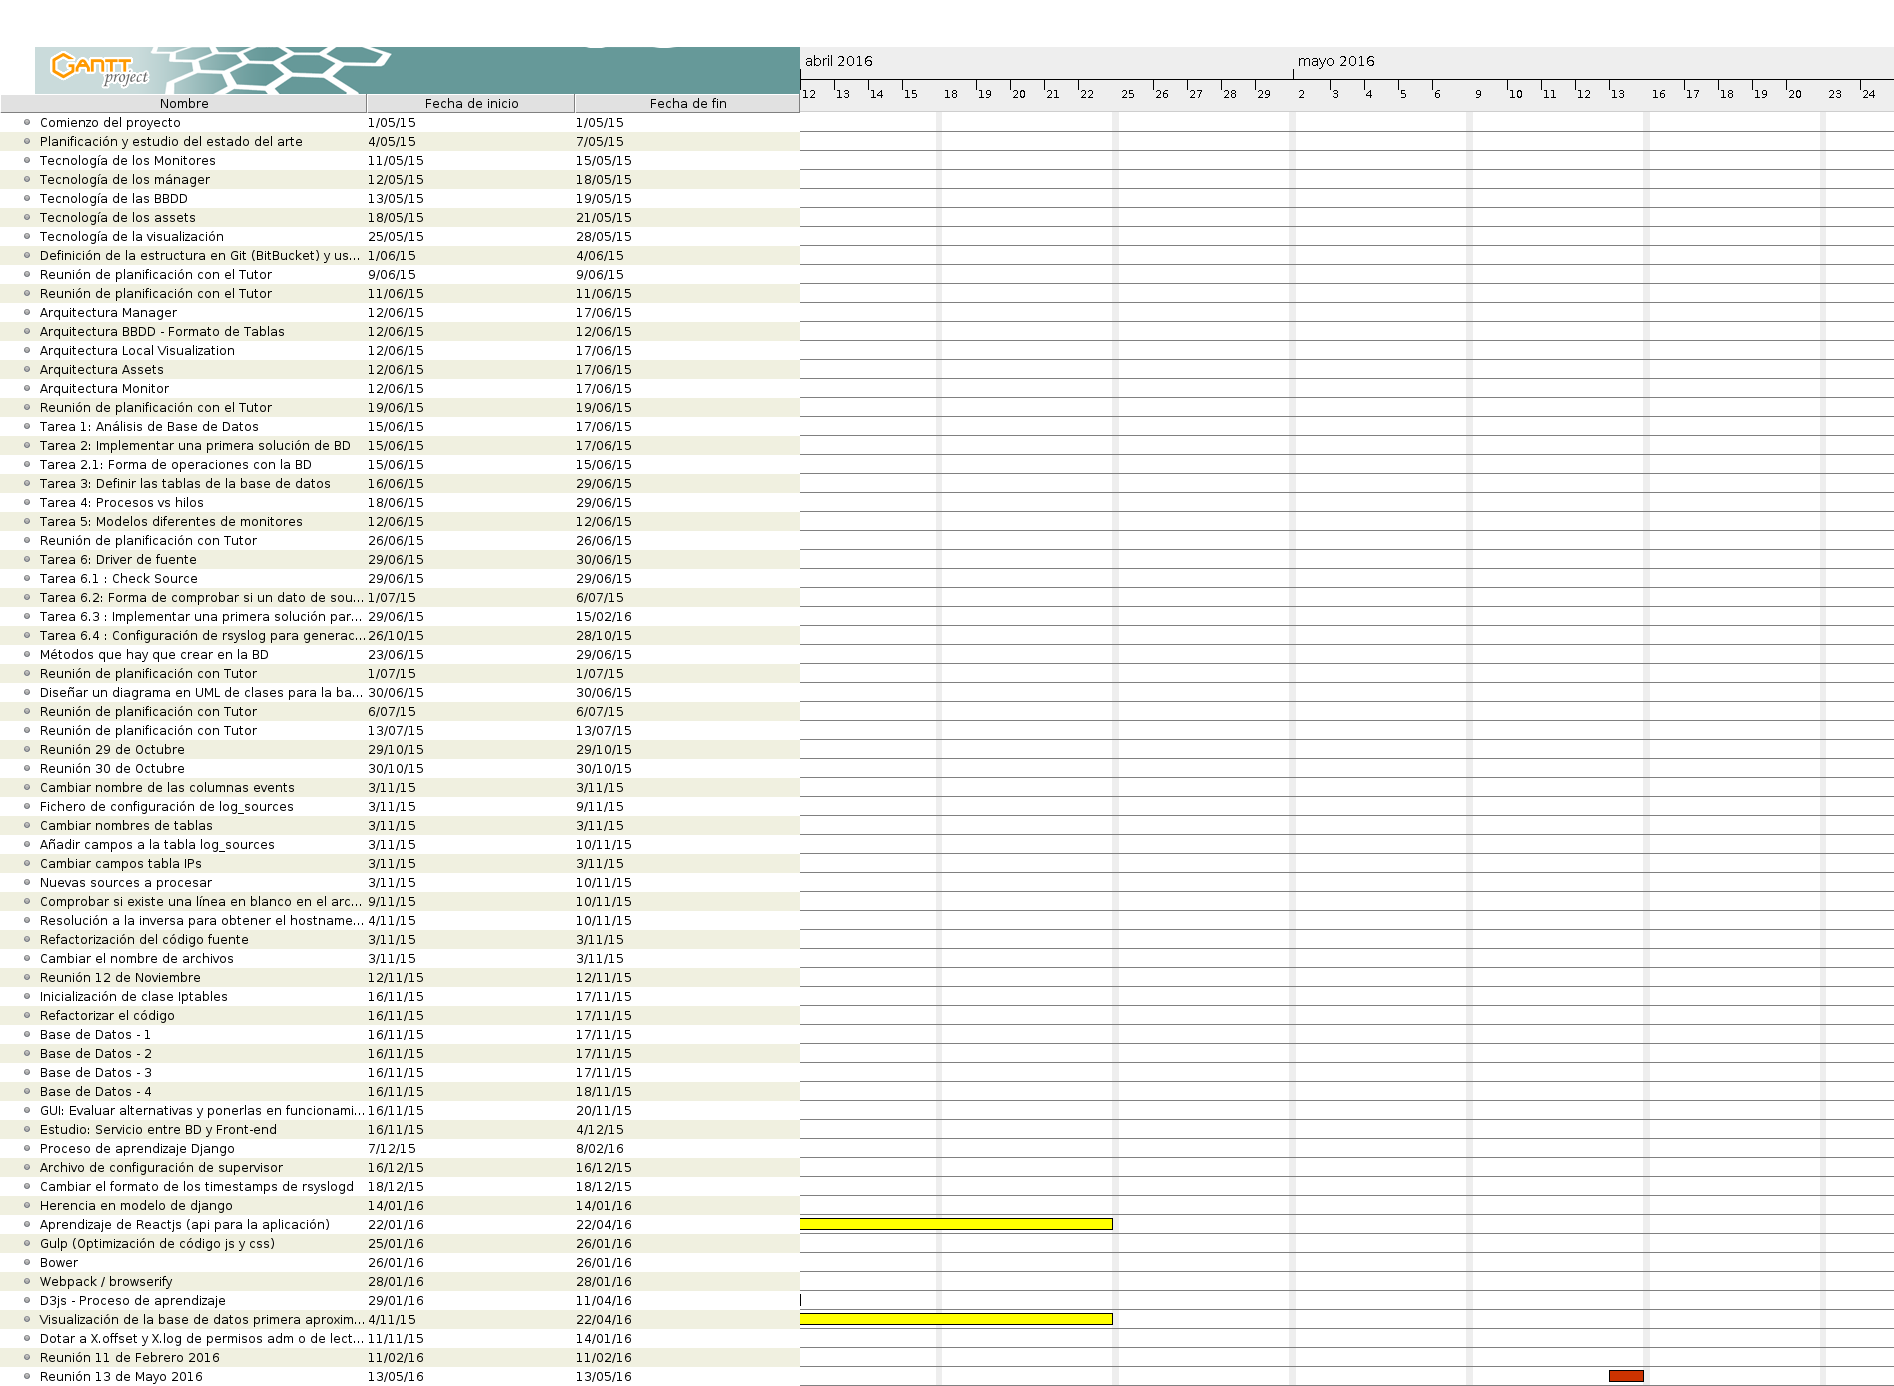 GANTT
project
abril 2016 mayo 2016
12 13 14 15 18 19 20 21 22 25 26 27 28 29 2 3 4 5 6 9 10 11 12 13 16 17 18 19 20 23 24
Nombre Fecha de inicio Fecha de fin
Comienzo del proyecto 1/05/15 1/05/15
Planificación y estudio del estado del arte 4/05/15 7/05/15
Tecnología de los Monitores 11/05/15 15/05/15
Tecnología de los mánager 12/05/15 18/05/15
Tecnología de las BBDD 13/05/15 19/05/15
Tecnología de los assets 18/05/15 21/05/15
Tecnología de la visualización 25/05/15 28/05/15
Definición de la estructura en Git (BitBucket) y us... 1/06/15 4/06/15
Reunión de planificación con el Tutor 9/06/15 9/06/15
Reunión de planificación con el Tutor 11/06/15 11/06/15
Arquitectura Manager 12/06/15 17/06/15
Arquitectura BBDD - Formato de Tablas 12/06/15 12/06/15
Arquitectura Local Visualization 12/06/15 17/06/15
Arquitectura Assets 12/06/15 17/06/15
Arquitectura Monitor 12/06/15 17/06/15
Reunión de planificación con el Tutor 19/06/15 19/06/15
Tarea 1: Análisis de Base de Datos 15/06/15 17/06/15
Tarea 2: Implementar una primera solución de BD 15/06/15 17/06/15
Tarea 2.1: Forma de operaciones con la BD 15/06/15 15/06/15
Tarea 3: Definir las tablas de la base de datos 16/06/15 29/06/15
Tarea 4: Procesos vs hilos 18/06/15 29/06/15
Tarea 5: Modelos diferentes de monitores 12/06/15 12/06/15
Reunión de planificación con Tutor 26/06/15 26/06/15
Tarea 6: Driver de fuente 29/06/15 30/06/15
Tarea 6.1 : Check Source 29/06/15 29/06/15
Tarea 6.2: Forma de comprobar si un dato de sou... 1/07/15 6/07/15
Tarea 6.3 : Implementar una primera solución par... 29/06/15 15/02/16
Tarea 6.4 : Configuración de rsyslog para generac... 26/10/15 28/10/15
Métodos que hay que crear en la BD 23/06/15 29/06/15
Reunión de planificación con Tutor 1/07/15 1/07/15
Diseñar un diagrama en UML de clases para la ba... 30/06/15 30/06/15
Reunión de planificación con Tutor 6/07/15 6/07/15
Reunión de planificación con Tutor 13/07/15 13/07/15
Reunión 29 de Octubre 29/10/15 29/10/15
Reunión 30 de Octubre 30/10/15 30/10/15
Cambiar nombre de las columnas events 3/11/15 3/11/15
Fichero de configuración de log_sources 3/11/15 9/11/15
Cambiar nombres de tablas 3/11/15 3/11/15
Añadir campos a la tabla log_sources 3/11/15 10/11/15
Cambiar campos tabla IPs 3/11/15 3/11/15
Nuevas sources a procesar 3/11/15 10/11/15
Comprobar si existe una línea en blanco en el arc... 9/11/15 10/11/15
Resolución a la inversa para obtener el hostname... 4/11/15 10/11/15
Refactorización del código fuente 3/11/15 3/11/15
Cambiar el nombre de archivos 3/11/15 3/11/15
Reunión 12 de Noviembre 12/11/15 12/11/15
Inicialización de clase Iptables 16/11/15 17/11/15
Refactorizar el código 16/11/15 17/11/15
Base de Datos - 1 16/11/15 17/11/15
Base de Datos - 2 16/11/15 17/11/15
Base de Datos - 3 16/11/15 17/11/15
Base de Datos - 4 16/11/15 18/11/15
GUI: Evaluar alternativas y ponerlas en funcionami... 16/11/15 20/11/15
Estudio: Servicio entre BD y Front-end 16/11/15 4/12/15
Proceso de aprendizaje Django 7/12/15 8/02/16
Archivo de configuración de supervisor 16/12/15 16/12/15
Cambiar el formato de los timestamps de rsyslogd 18/12/15 18/12/15
Herencia en modelo de django 14/01/16 14/01/16
Aprendizaje de Reactjs (api para la aplicación) 22/01/16 22/04/16
Gulp (Optimización de código js y css) 25/01/16 26/01/16
Bower 26/01/16 26/01/16
Webpack / browserify 28/01/16 28/01/16
D3js - Proceso de aprendizaje 29/01/16 11/04/16
Visualización de la base de datos primera aproxim... 4/11/15 22/04/16
Dotar a X.offset y X.log de permisos adm o de lect... 11/11/15 14/01/16
Reunión 11 de Febrero 2016 11/02/16 11/02/16
Reunión 13 de Mayo 2016 13/05/16 13/05/16